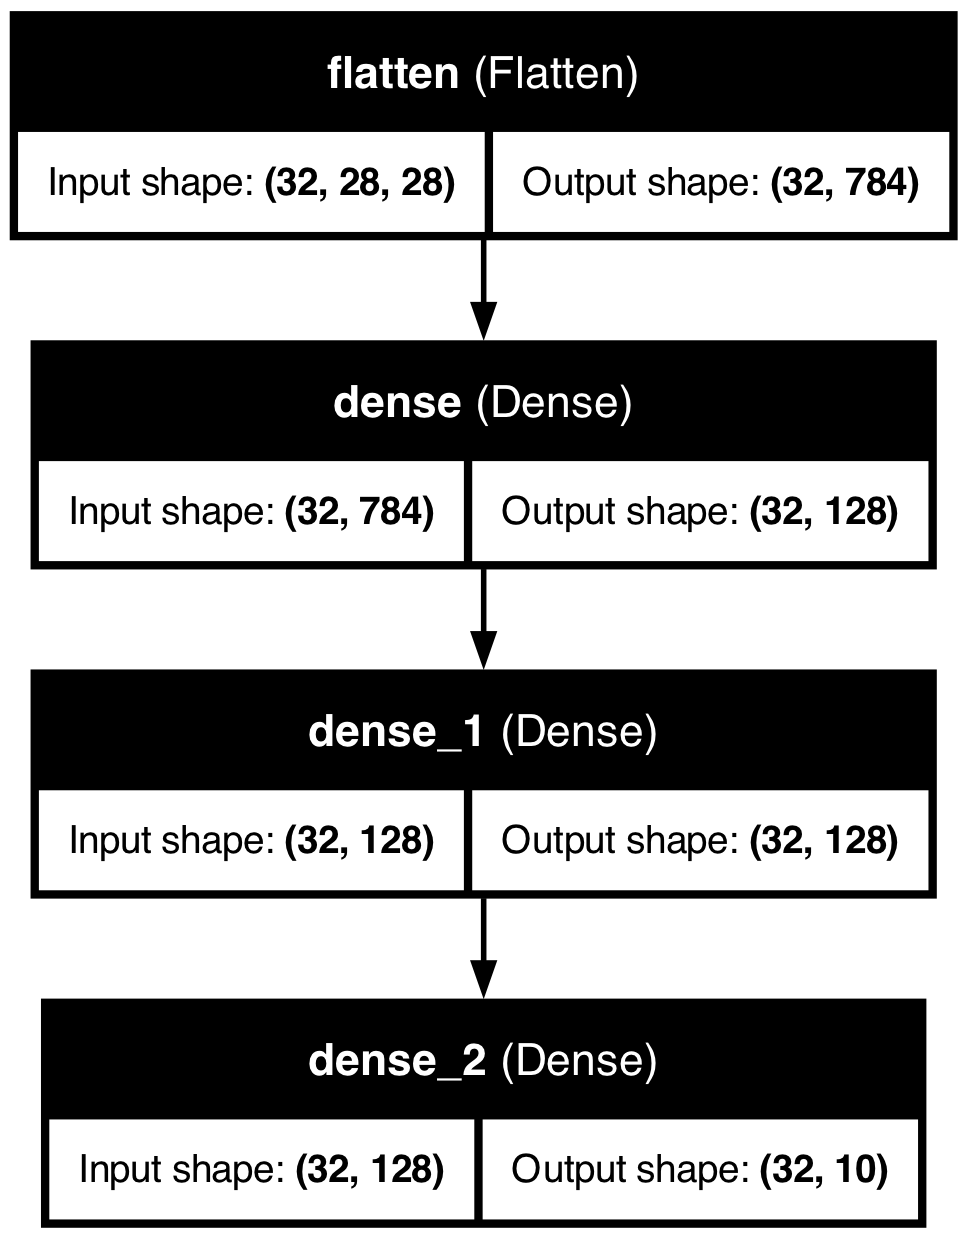 flatten (Flatten)
Input shape: (32, 28, 28) Output shape: (32, 784)
dense (Dense)
Input shape: (32, 784) Output shape: (32, 128)
dense_1 (Dense)
Input shape: (32, 128) Output shape: (32, 128)
dense_2 (Dense)
Input shape: (32, 128) Output shape: (32, 10)